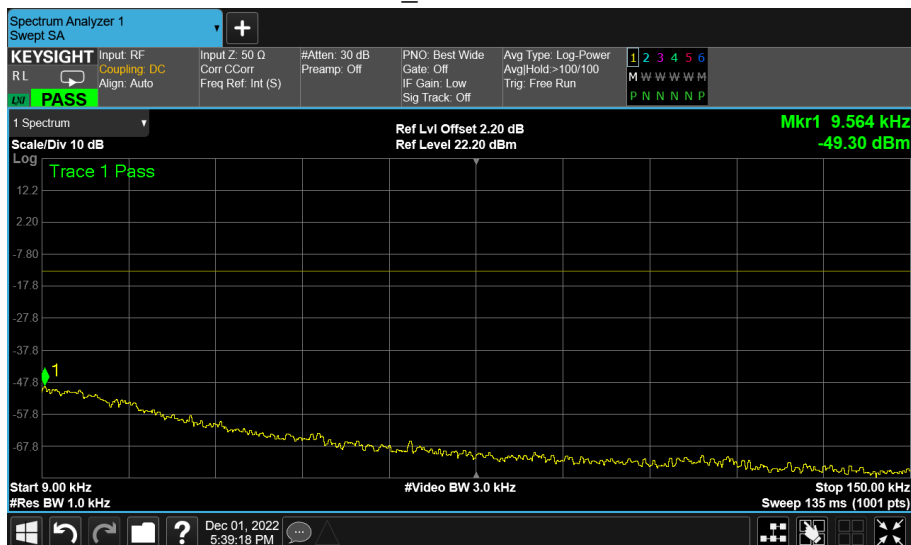 Spectrum Analyzer 1
Swept SA
+
KEYSIGHT
RL
LXI PASS
Input: RF
Coupling: DC
Align: Auto
Input Z: 50 Ω
Corr CCorr
Freq Ref: Int (S)
#Atten: 30 dB
Preamp: Off
PNO: Best Wide
Gate: Off
IF Gain: Low
Sig Track: Off
Avg Type: Log-Power
Avg|Hold:>100/100
Trig: Free Run
1 2 3 4 5 6
M W W W W M
P N N N N P
1 Spectrum
Scale/Div 10 dB
Ref Lvl Offset 2.20 dB
Ref Level 22.20 dBm
Mkr1 9.564 kHz
-49.30 dBm
Log
Trace 1 Pass
12.2
2.20
-7.80
-17.8
-27.8
-37.8
-47.8
1
-57.8
-67.8
Start 9.00 kHz
#Res BW 1.0 kHz
#Video BW 3.0 kHz
Stop 150.00 kHz
Sweep 135 ms (1001 pts)
?
Dec 01, 2022
5:39:18 PM